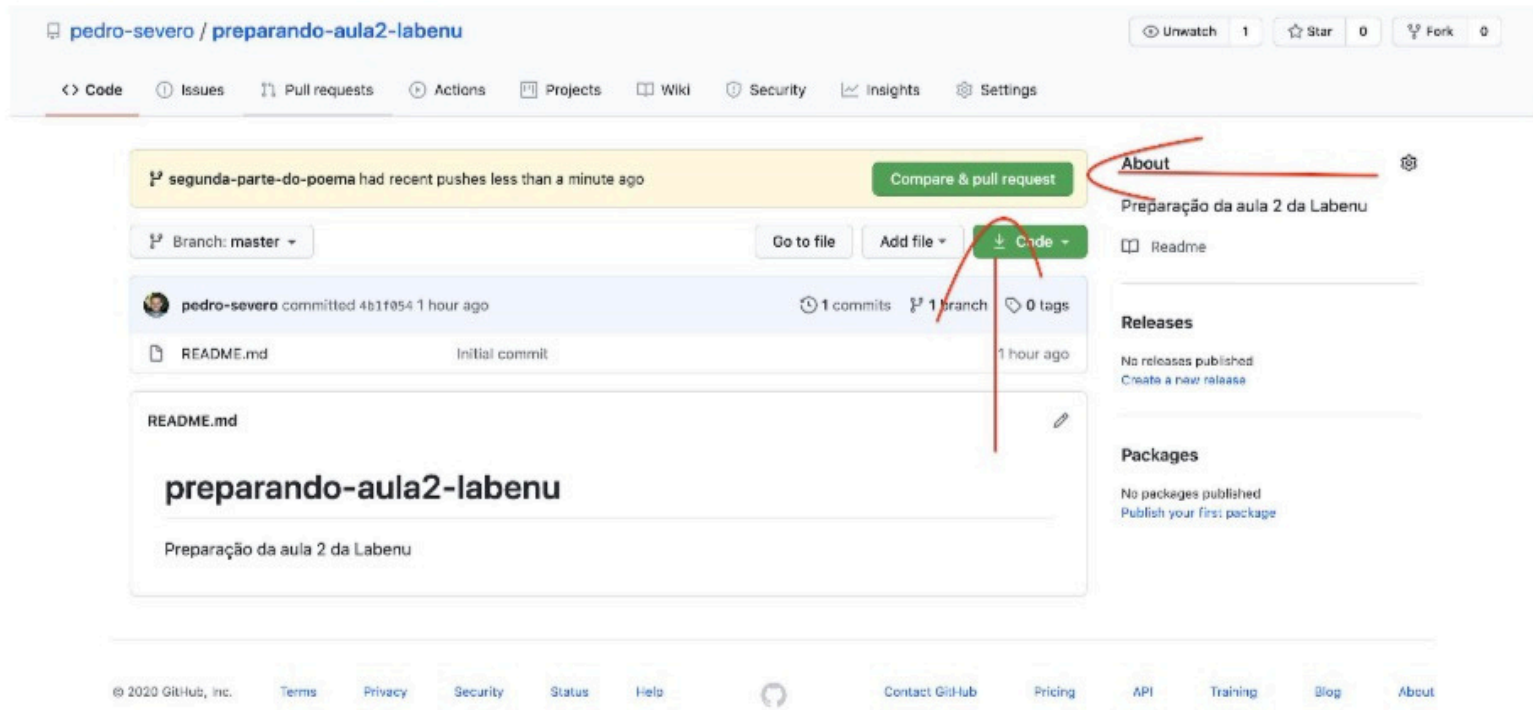 pedro-severo / preparando-aula2-labenu
Unwatch 1 Star 0 Fork 0
Code Issues Pull requests Actions Projects Wiki Security Insights Settings
segunda-parte-do-poema had recent pushes less than a minute ago Compare & pull request
About
Preparação da aula 2 da Labenu
Branch: master Go to file Add file Code
Readme
pedro-severo committed 4b1f054 1 hour ago 1 commits 1 branch 0 tags
README.md Initial commit 1 hour ago
Releases
No releases published
Create a new release
README.md
preparando-aula2-labenu
Preparação da aula 2 da Labenu
Packages
No packages published
Publish your first package
© 2020 GitHub, Inc. Terms Privacy Security Status Help Contact GitHub Pricing API Training Blog About